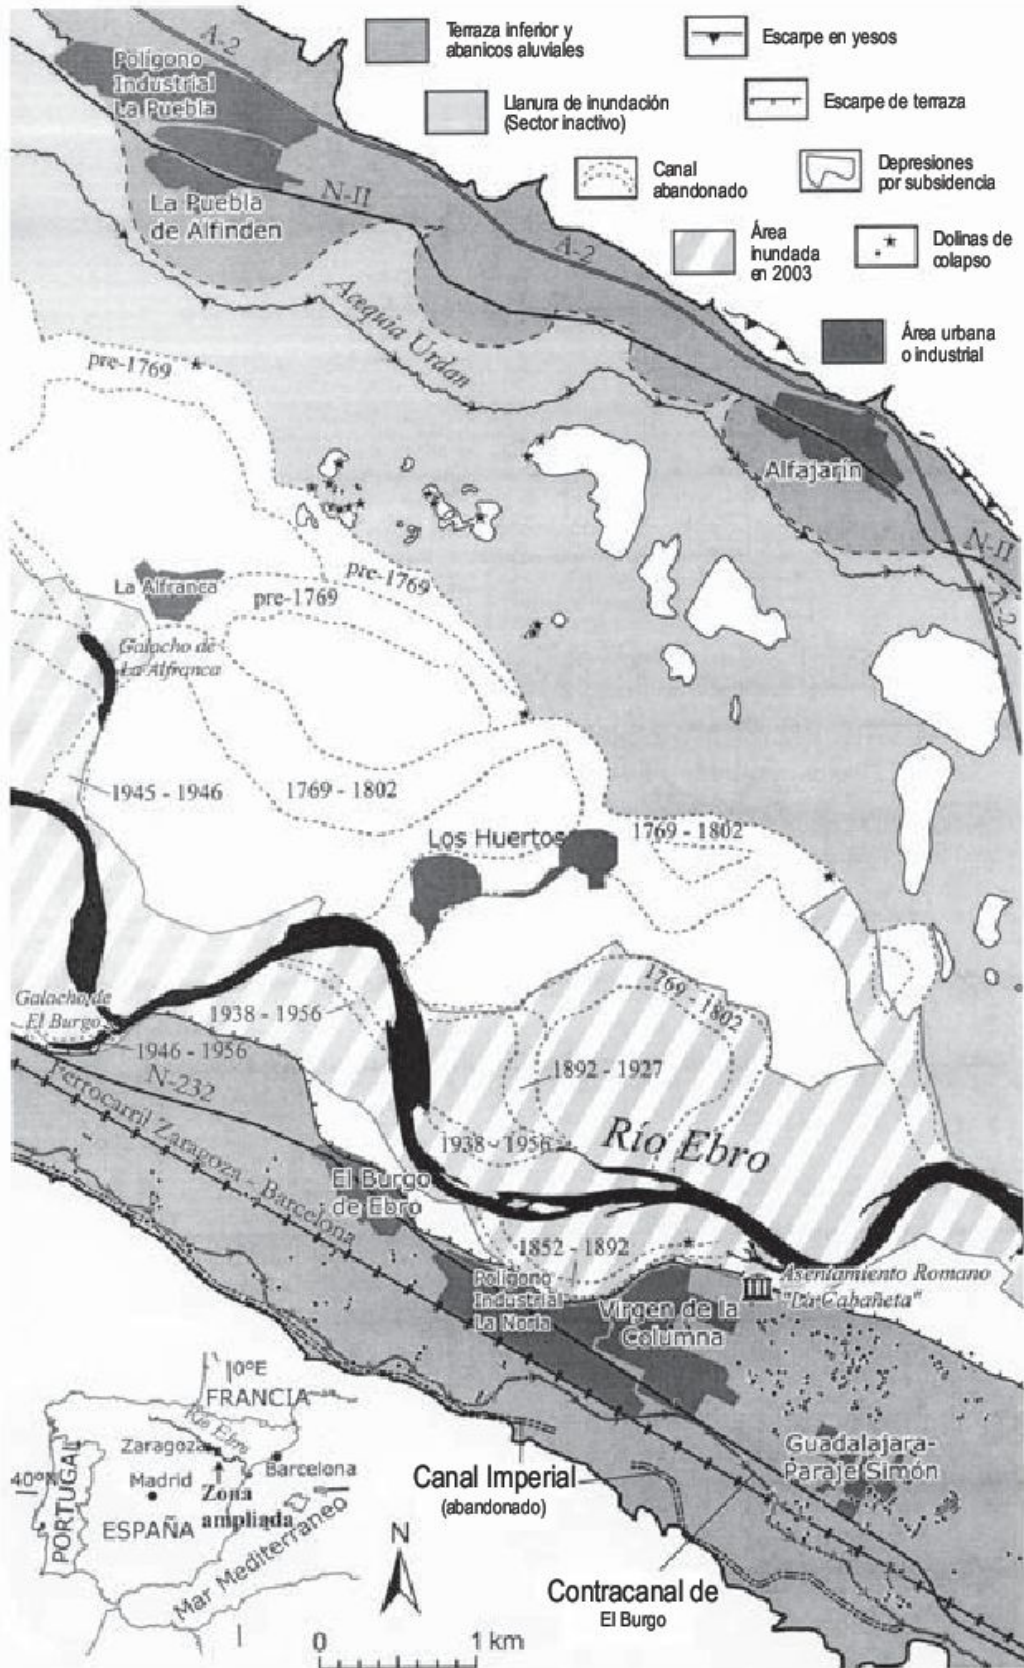 A-2
Polígono
Industrial
La Puebla
La Puebla
de Alfinden
N-II
A-2
Terraza inferior y
abanicos aluviales
Escarpe en yesos
Llanura de inundación
(Sector inactivo)
Escarpe de terraza
Canal
abandonado
Depresiones
por subsidencia
Área
inundada
en 2003
Dolinas de
colapso
Área urbana
o industrial
Acequia Urdan
pre-1769
Alfajarín
N-II
A-2
La Alfranca
pre-1769
pre-1769
Galacho de
La Alfranca
1945 - 1946
1769 - 1802
Los Huertos
1769 - 1802
Galacho de
El Burgo
1938 - 1956
1946 - 1956
1769 - 1802
1892 - 1927
N-232
Ferrocarril Zaragoza - Barcelona
1938 - 1956
Río Ebro
El Burgo
de Ebro
1852 - 1892
Polígono
Industrial
La Noria
Virgen de la
Columna
Asentamiento Romano
"La Cabañeta"
Guadalajara-
Paraje Simón
Canal Imperial
(abandonado)
Contracanal de
El Burgo
0°E
FRANCIA
Río Ebro
Zaragoza
Barcelona
40°N
Madrid
Zona
ampliada
ESPAÑA
PORTUGAL
Mar Mediterraneo
N
0 1 km